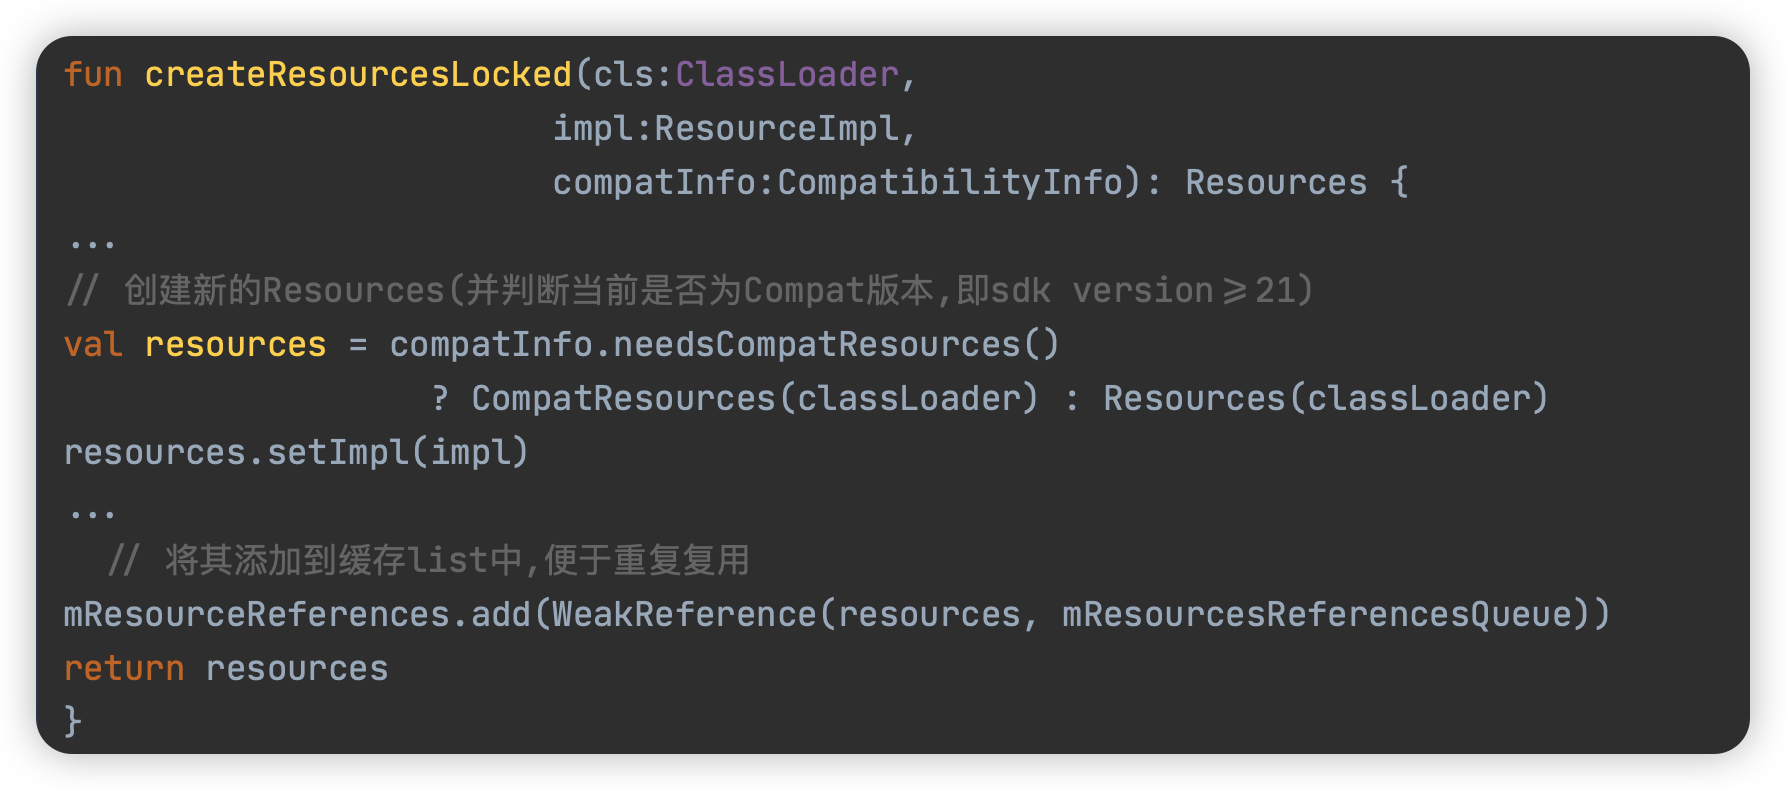 fun createResourcesLocked(cls:ClassLoader,
impl:ResourceImpl,
compatInfo:CompatibilityInfo): Resources {
...
// 创建新的Resources(并判断当前是否为Compat版本,即sdk version>=21)
val resources = compatInfo.needsCompatResources()
? CompatResources(classLoader) : Resources(classLoader)
resources.setImpl(impl)
...
// 将其添加到缓存list中,便于重复复用
mResourceReferences.add(WeakReference(resources, mResourcesReferencesQueue))
return resources
}